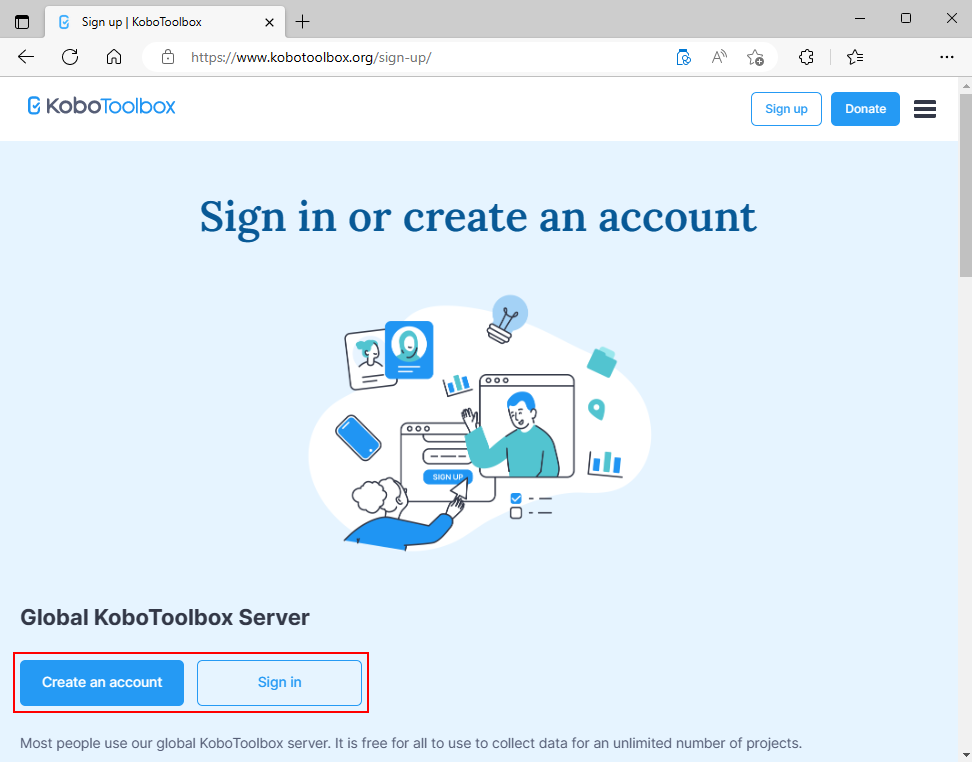 Sign up | KoboToolbox
https://www.kobotoolbox.org/sign-up/
KoboToolbox
Sign up
Donate
Sign in or create an account
SIGN UP
Global KoboToolbox Server
Create an account
Sign in
Most people use our global KoboToolbox server. It is free for all to use to collect data for an unlimited number of projects.